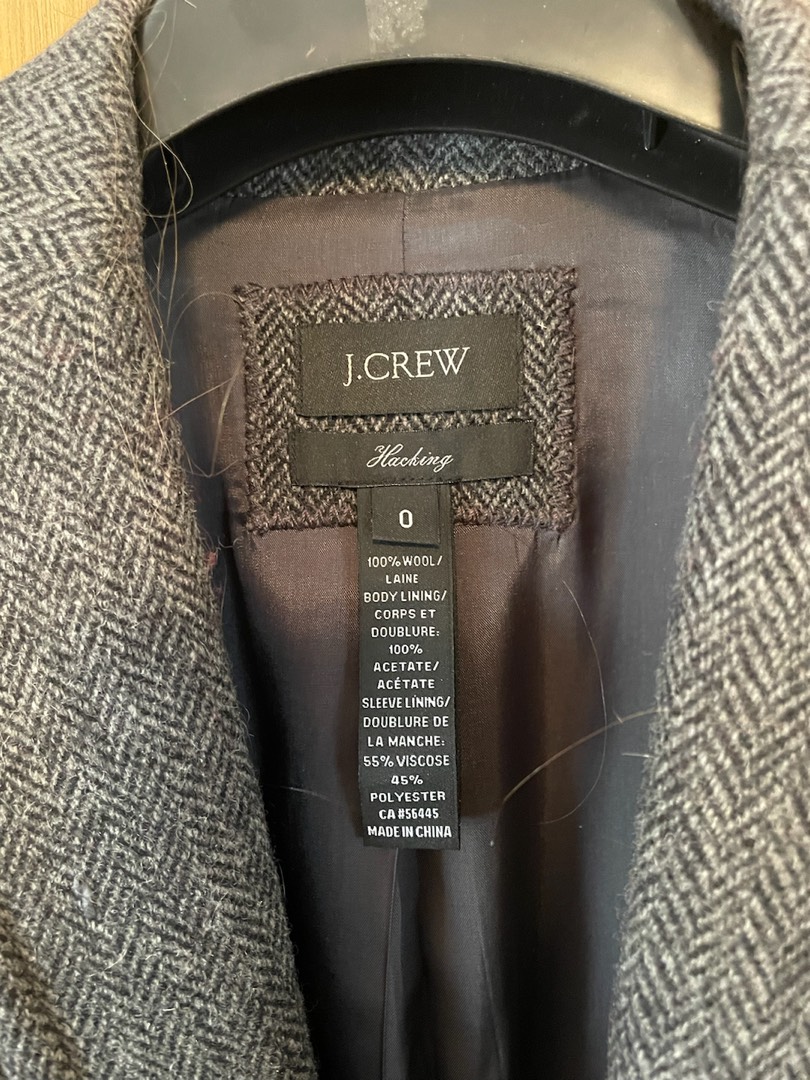 J.CREW
Hacking
0
100% WOOL/
LAINE
BODY LINING/
CORPS ET
DOUBLURE:
100%
ACETATE/
ACÉTATE
SLEEVE LINING/
DOUBLURE DE
LA MANCHE:
55% VISCOSE
45%
POLYESTER
CA #56445
MADE IN CHINA